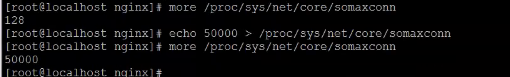 [root@localhost nginx]# more /proc/sys/net/core/somaxconn
128
[root@localhost nginx]# echo 50000 > /proc/sys/net/core/somaxconn
[root@localhost nginx]# more /proc/sys/net/core/somaxconn
50000
[root@localhost nginx]#